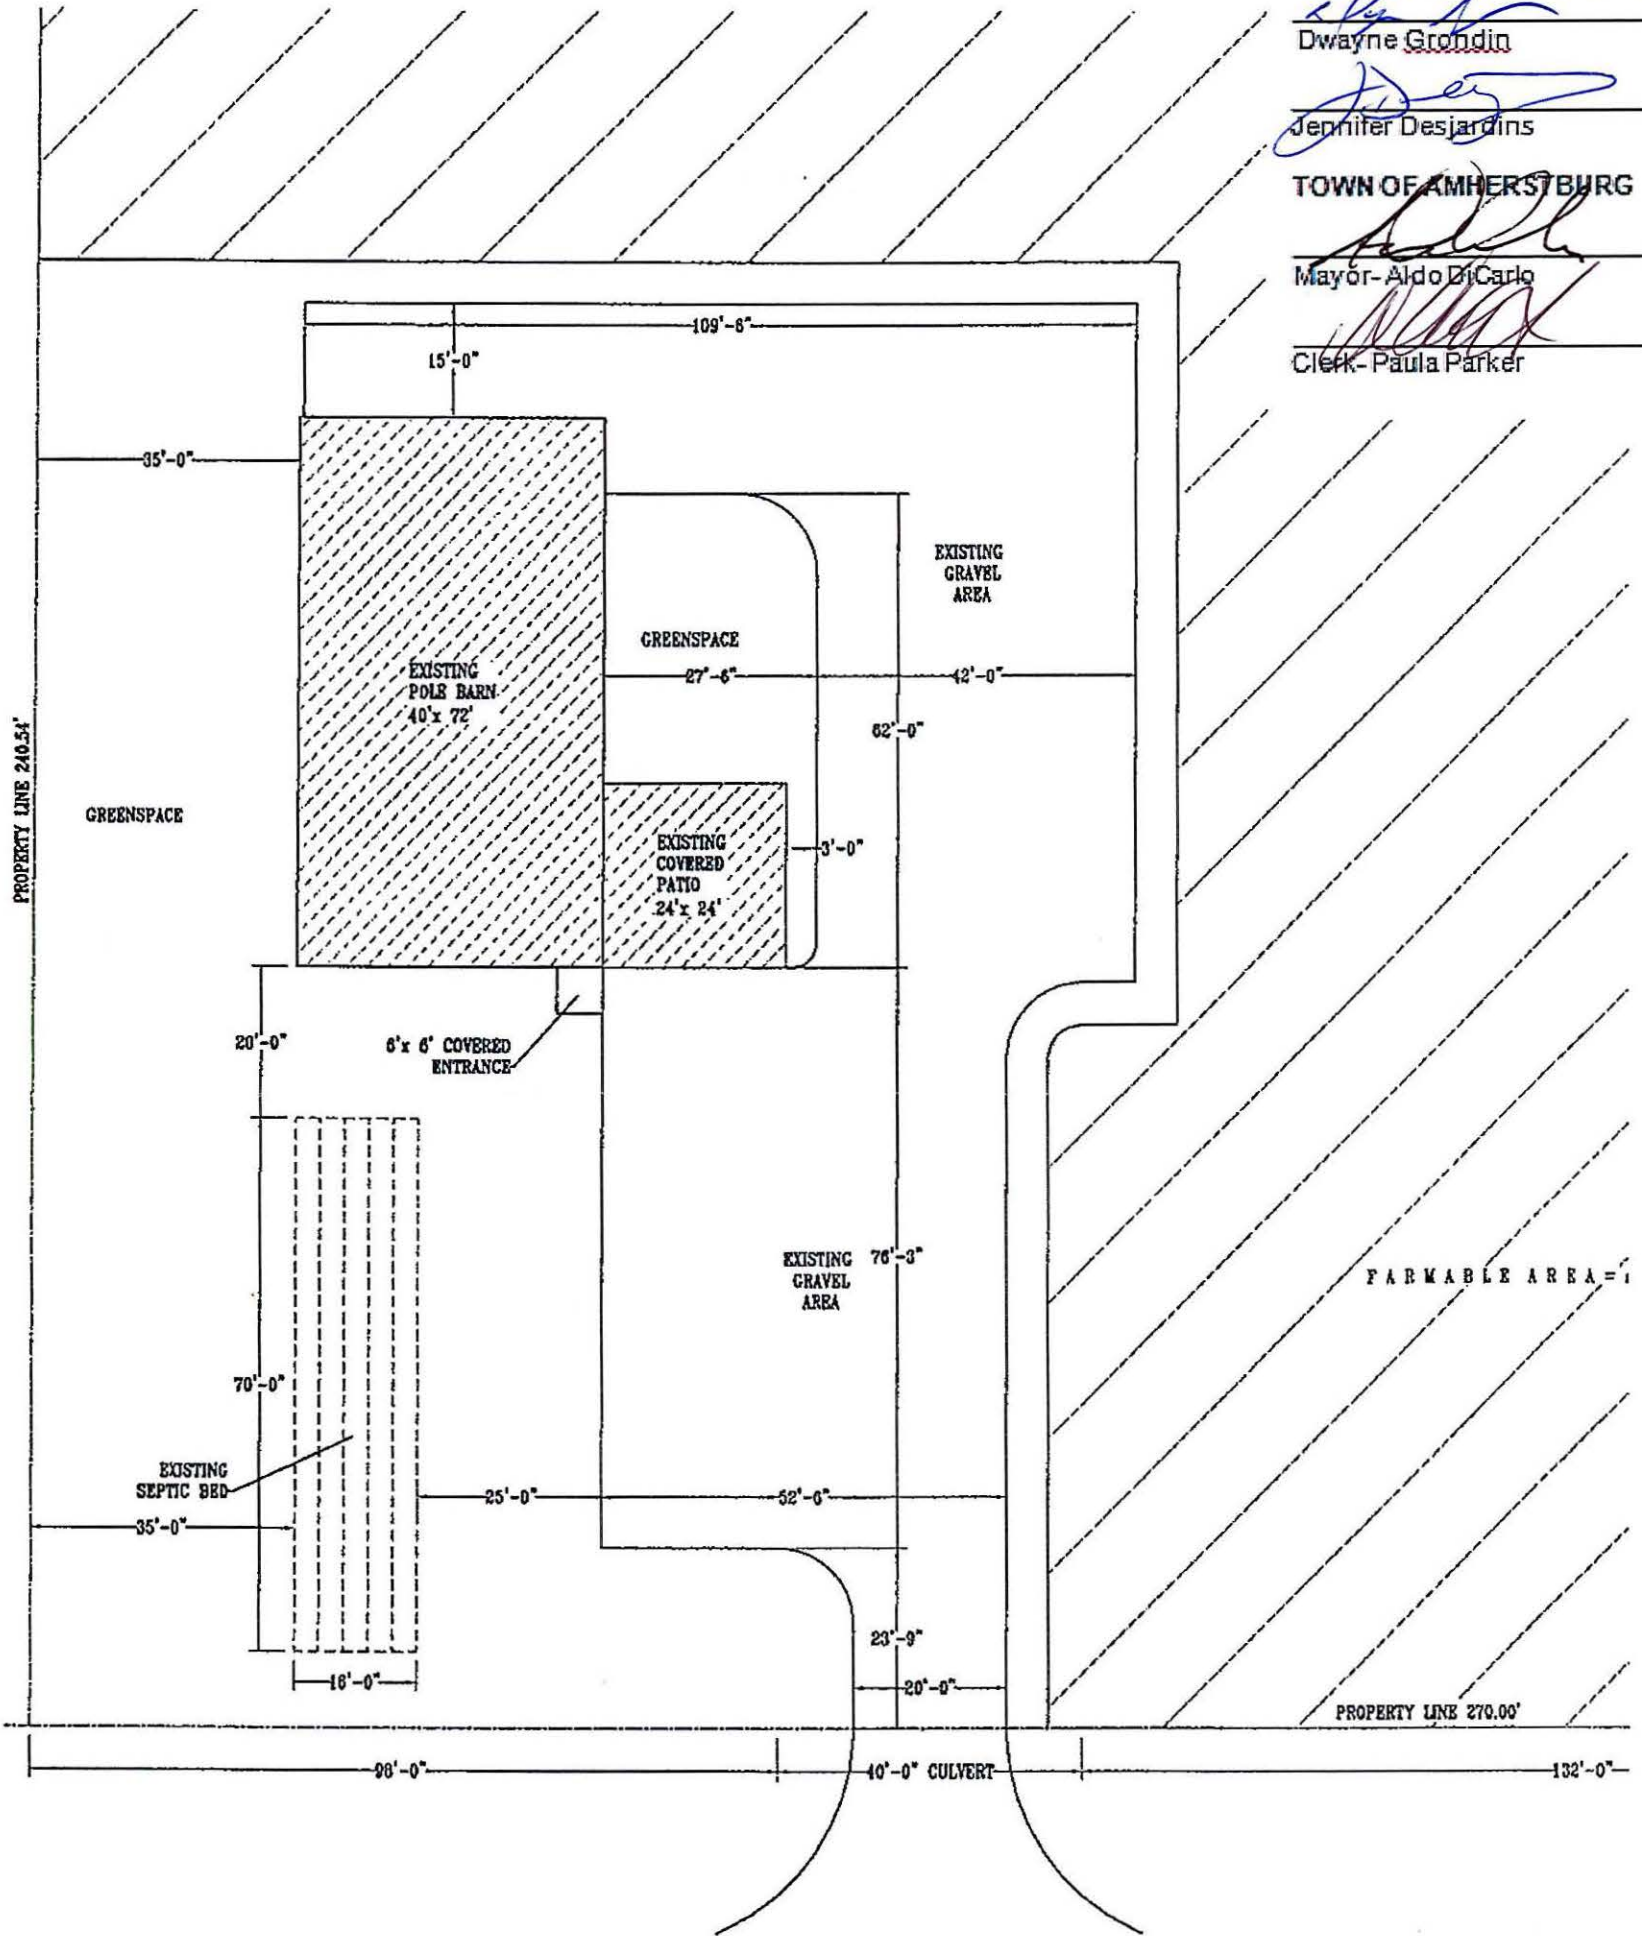 Dwayne Grondin
Jennifer Desjardins
TOWN OF AMHERSTBURG
Mayor- Aldo DiCarlo
Clerk- Paula Parker
109'-6"
15'-0"
35'-0"
EXISTING
GRAVEL
AREA
GREENSPACE
27'-6"
42'-0"
EXISTING
POLE BARN
40'x 72'
62'-0"
PROPERTY LINE 240.54'
GREENSPACE
EXISTING
COVERED
PATIO
24'x 24'
3'-0"
20'-0"
6'x 6' COVERED
ENTRANCE
EXISTING
GRAVEL
AREA
76'-3"
FARMABLE AREA=
70'-0"
EXISTING
SEPTIC BED
25'-0"
52'-6"
35'-0"
23'-9"
16'-0"
20'-0"
PROPERTY LINE 270.00'
98'-0"
40'-0" CULVERT
132'-0"